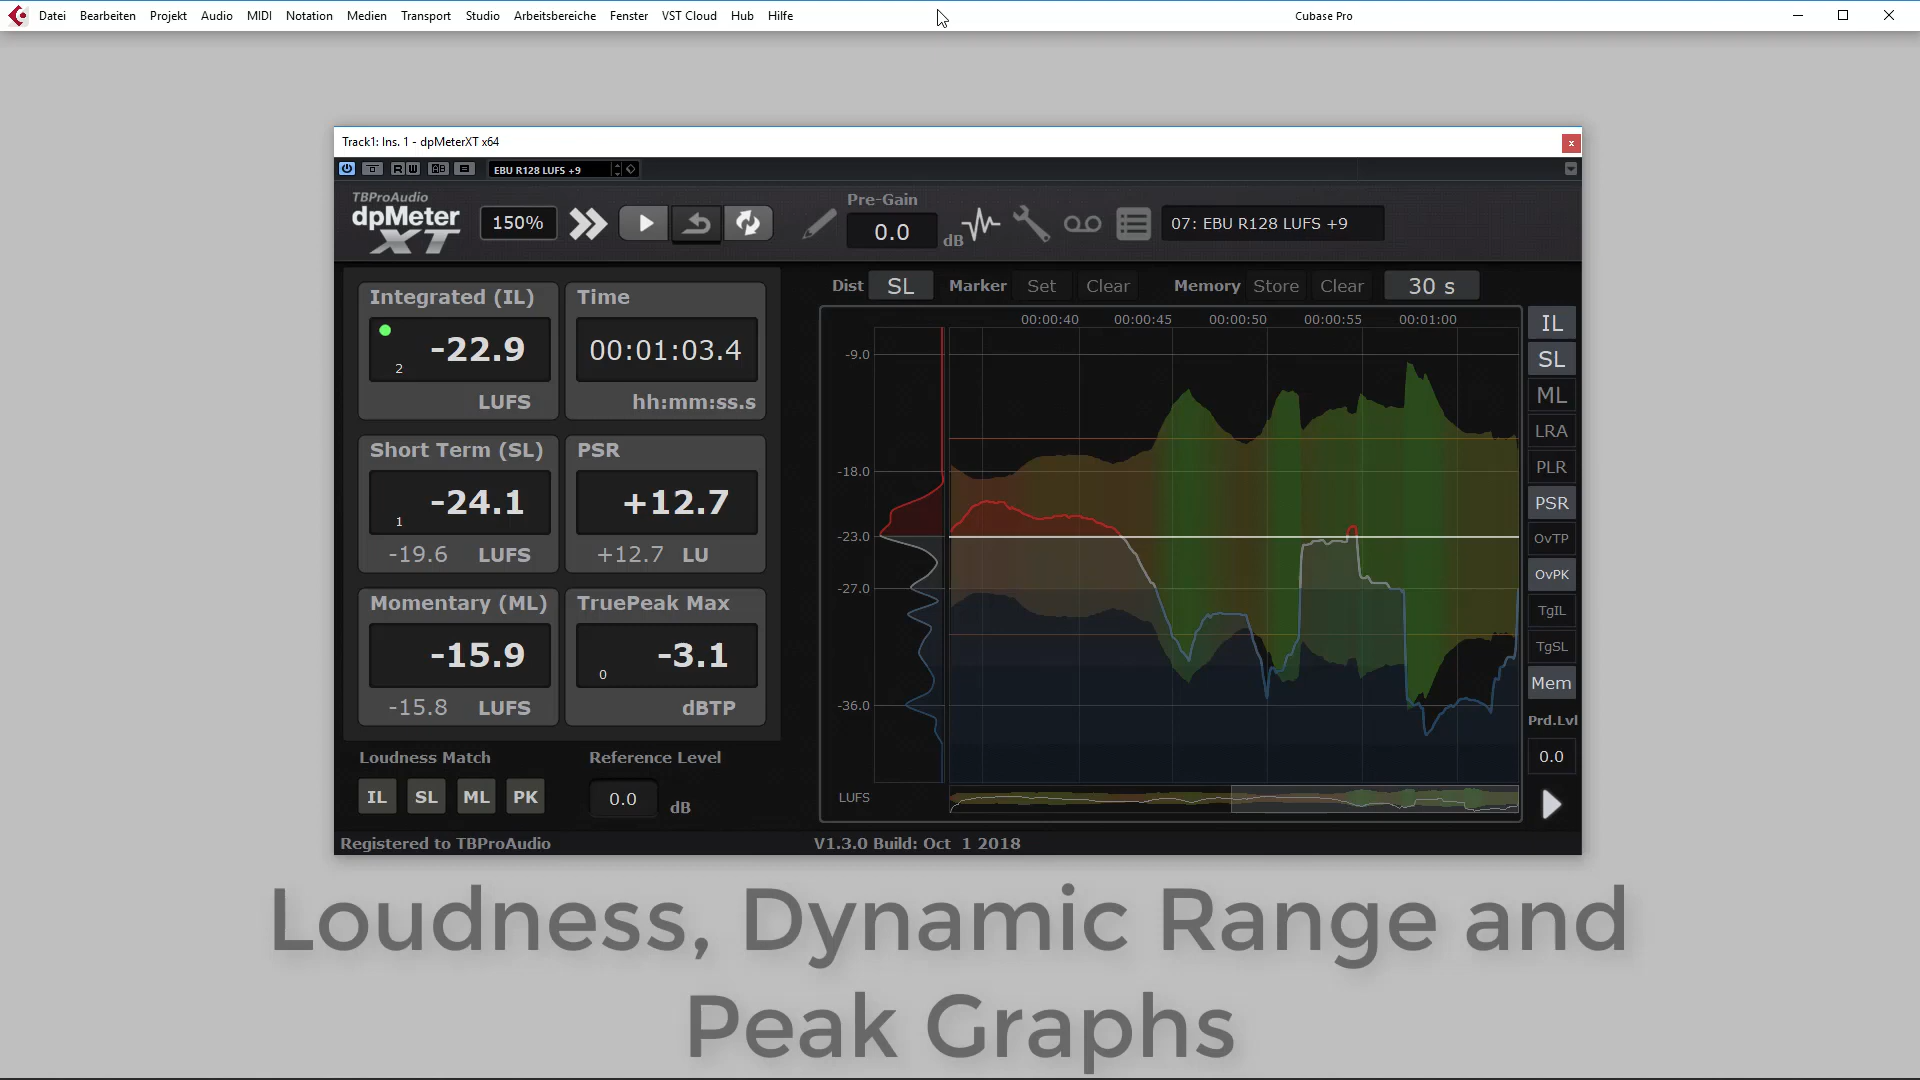 Datei Bearbeiten Projekt Audio MIDI Notation Medien Transport Studio Arbeitsbereiche Fenster VST Cloud Hub Hilfe Cubase Pro
Track1: Ins. 1 - dpMeterXT x64
R W EBU R128 LUFS +9
TBProAudio
dpMeter
XT
150%
Pre-Gain
0.0 dB
07: EBU R128 LUFS +9
Integrated (IL)
-22.9
2
LUFS
Time
00:01:03.4
hh:mm:ss.s
Short Term (SL)
-24.1
1
-19.6 LUFS
PSR
+12.7
+12.7 LU
Momentary (ML)
-15.9
-15.8 LUFS
TruePeak Max
-3.1
0
dBTP
Loudness Match
IL SL ML PK
Reference Level
0.0 dB
Dist SL Marker Set Clear Memory Store Clear 30 s
00:00:40 00:00:45 00:00:50 00:00:55 00:01:00
-9.0
-18.0
-23.0
-27.0
-36.0
LUFS
IL
SL
ML
LRA
PLR
PSR
OvTP
OvPK
TgIL
TgSL
Mem
Prd.Lvl
0.0
Registered to TBProAudio V1.3.0 Build: Oct 1 2018
Loudness, Dynamic Range and
Peak Graphs